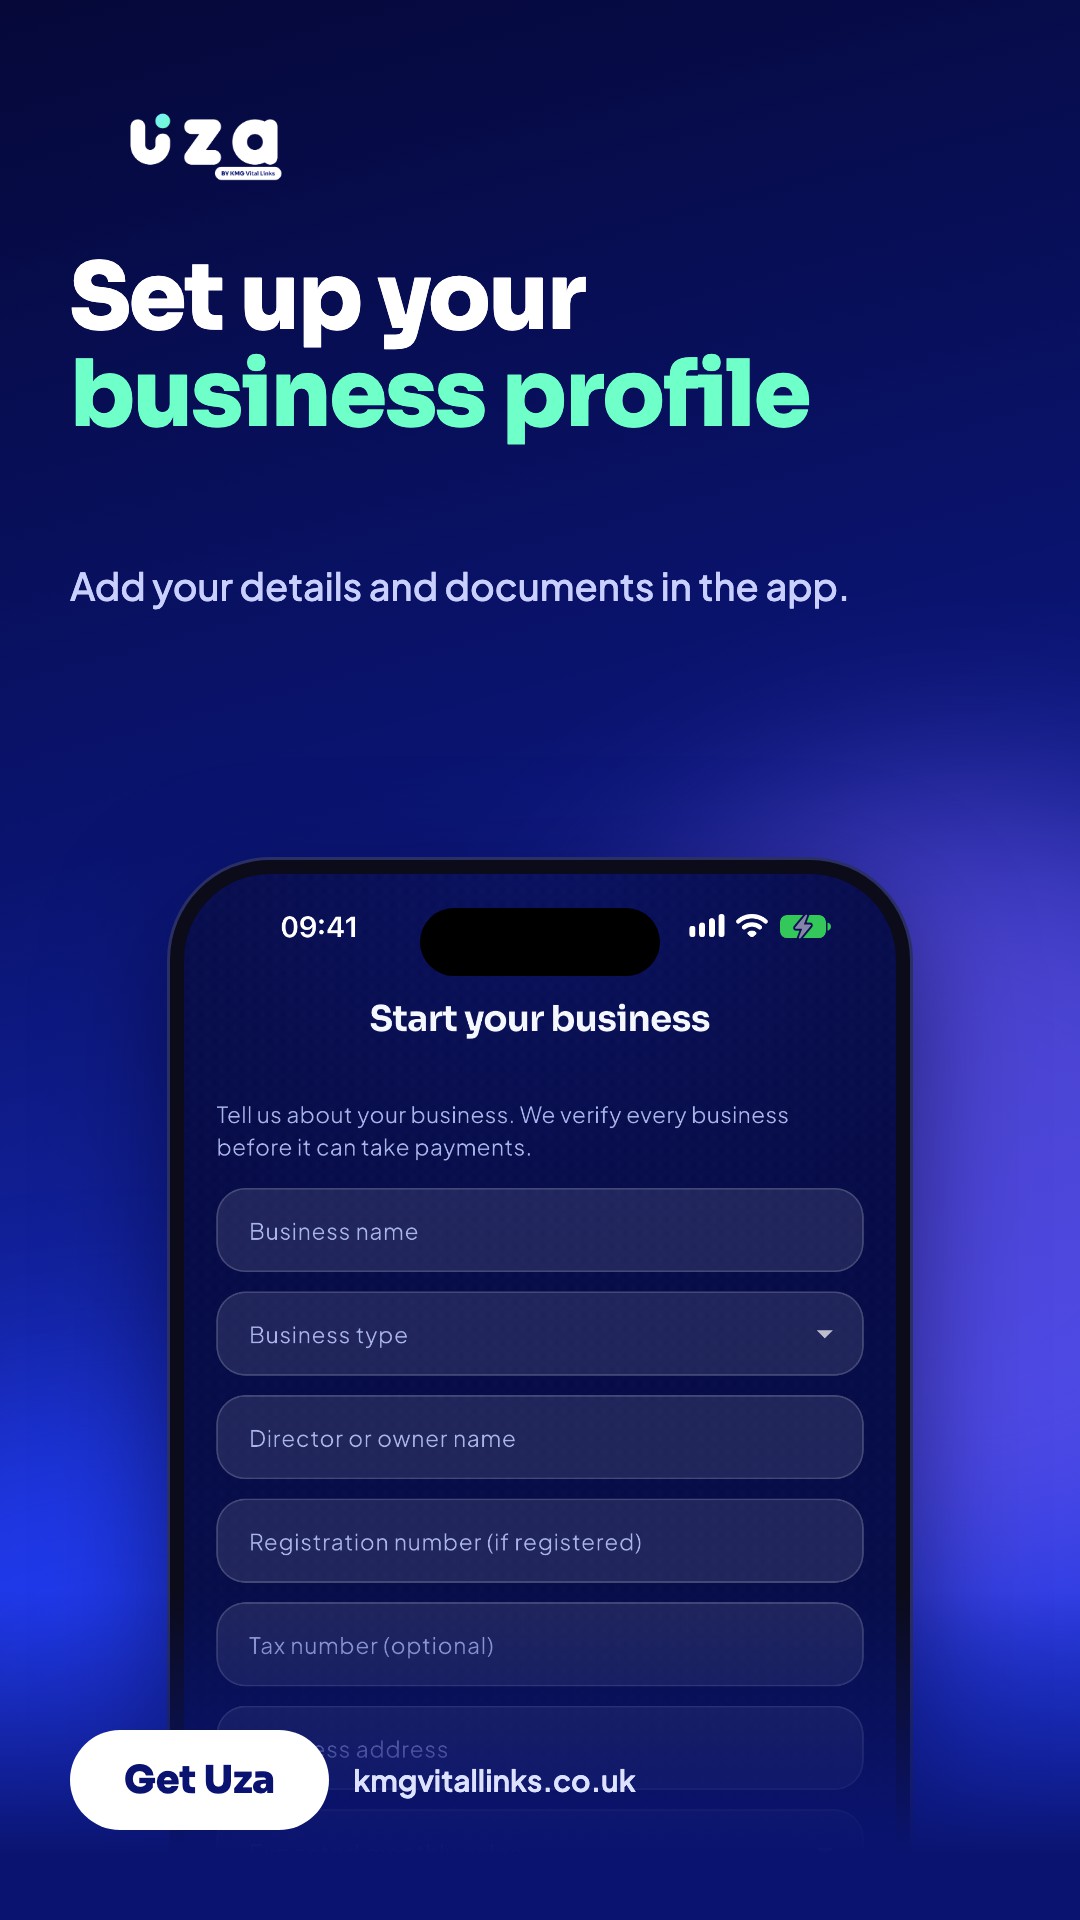 uza
BY KMG Vital Links
Set up your
business profile
Add your details and documents in the app.
09:41
Start your business
Tell us about your business. We verify every business
before it can take payments.
Business name
Business type
Director or owner name
Registration number (if registered)
Tax number (optional)
ess address
Get Uza
kmgvitallinks.co.uk